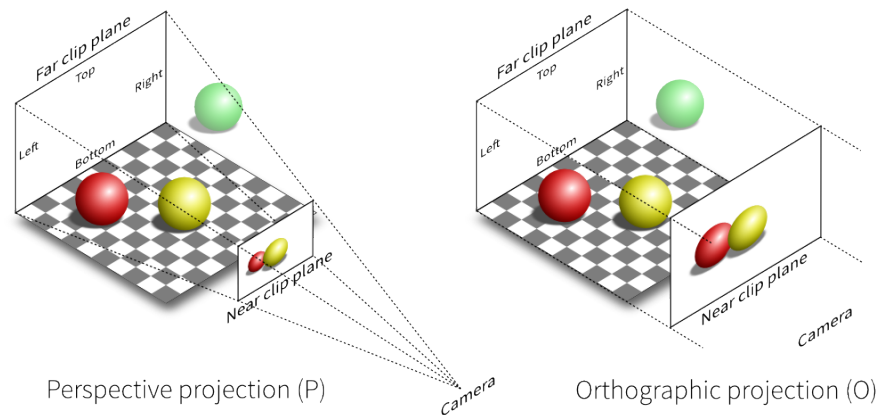 Far clip plane
Top
Right
Left
Bottom
Near clip plane
Camera
Perspective projection (P)
Far clip plane
Top
Right
Left
Bottom
Near clip plane
Camera
Orthographic projection (O)